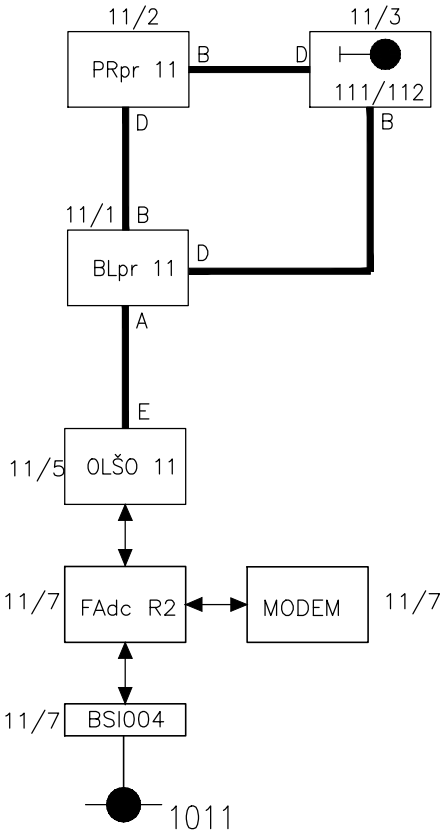 11/2
11/3
PRpr 11
B
D
111/112
D
B
11/1
B
BLpr 11
D
A
E
11/5
OLŠO 11
11/7
FAdc R2
MODEM
11/7
11/7
BSI004
1011